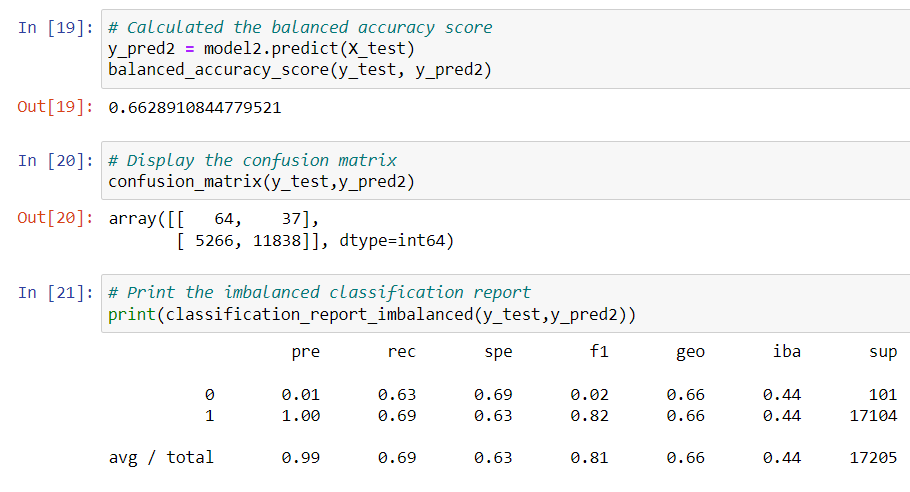 In [19]: # Calculated the balanced accuracy score
y_pred2 = model2.predict(X_test)
balanced_accuracy_score(y_test, y_pred2)
Out[19]: 0.6628910844779521
In [20]: # Display the confusion matrix
confusion_matrix(y_test,y_pred2)
Out[20]: array([[   64,    37],
       [ 5266, 11838]], dtype=int64)
In [21]: # Print the imbalanced classification report
print(classification_report_imbalanced(y_test,y_pred2))
pre rec spe f1 geo iba sup
0 0.01 0.63 0.69 0.02 0.66 0.44 101
1 1.00 0.69 0.63 0.82 0.66 0.44 17104
avg / total 0.99 0.69 0.63 0.81 0.66 0.44 17205